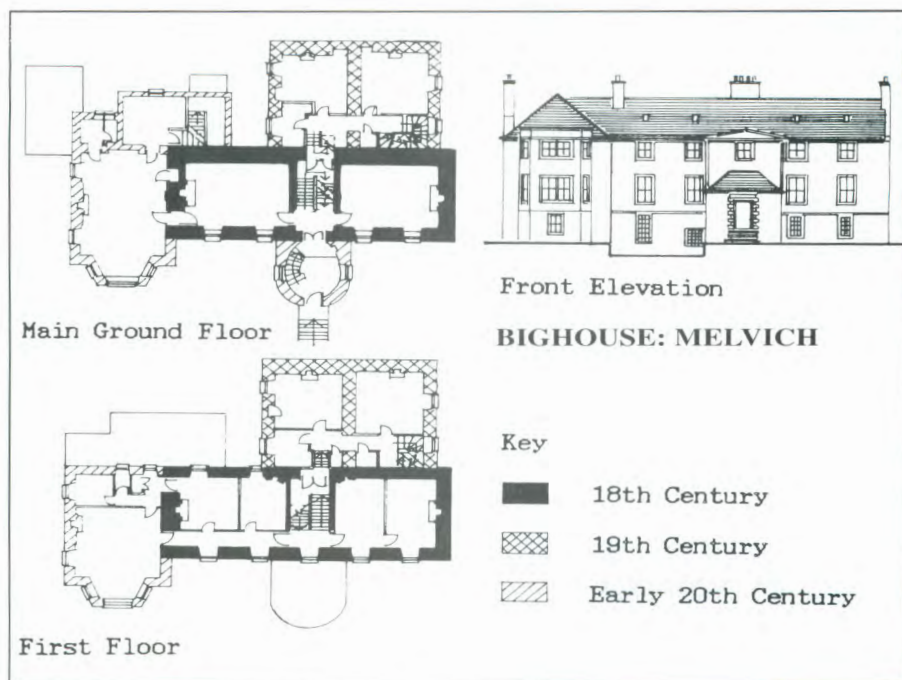 Main Ground Floor
Front Elevation
BIGHOUSE: MELVICH
Key
18th Century
19th Century
Early 20th Century
First Floor